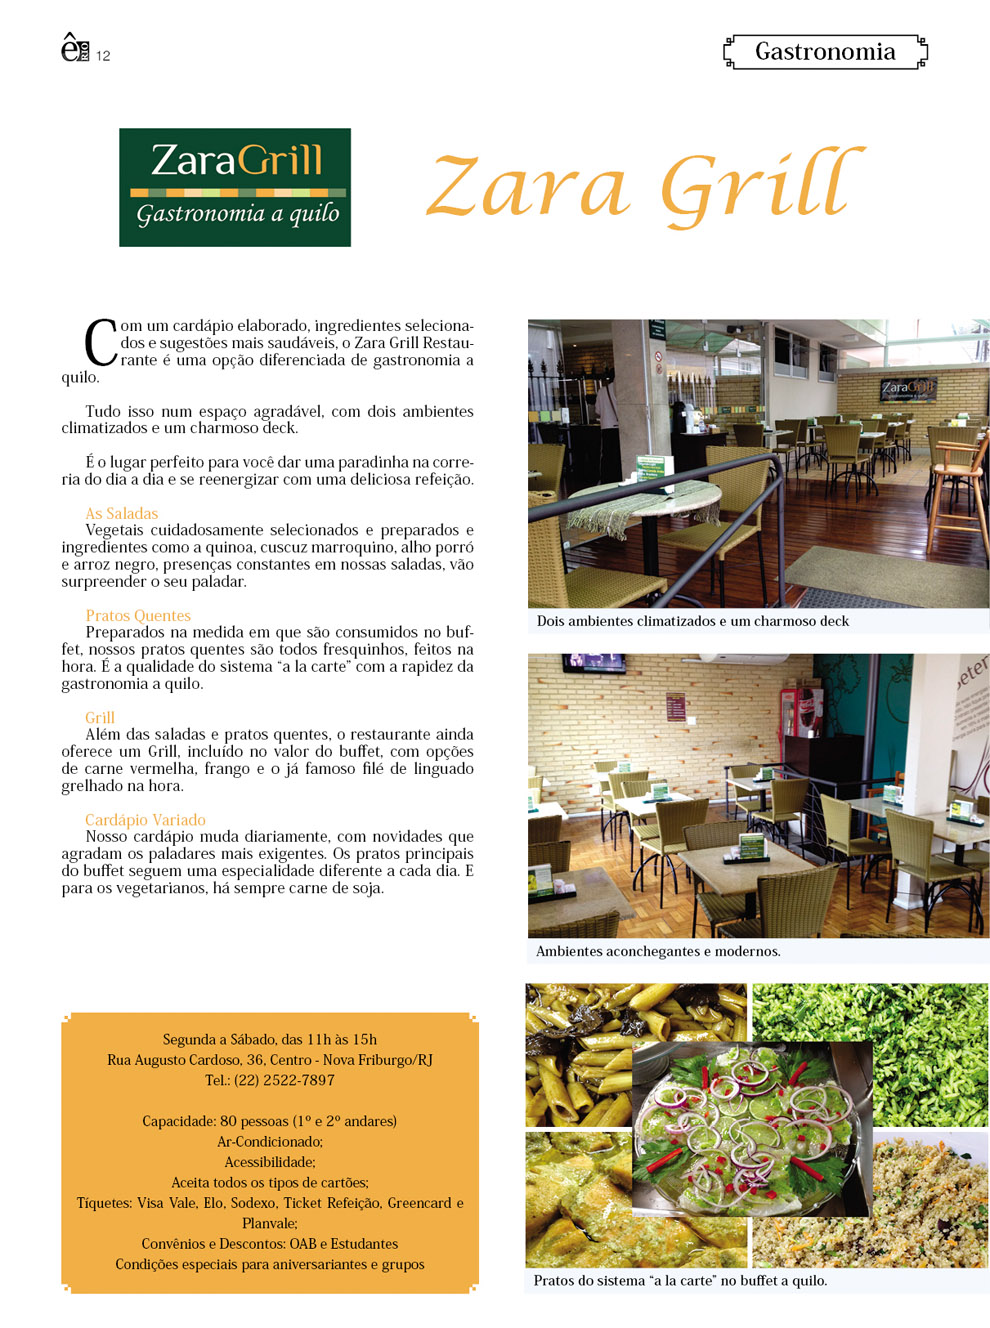 ê RIO 12
Gastronomia
ZaraGrill
Gastronomia a quilo
Zara Grill
Com um cardápio elaborado, ingredientes seleciona-
dos e sugestões mais saudáveis, o Zara Grill Restau-
rante é uma opção diferenciada de gastronomia a
quilo.
Tudo isso num espaço agradável, com dois ambientes
climatizados e um charmoso deck.
É o lugar perfeito para você dar uma paradinha na corre-
ria do dia a dia e se reenergizar com uma deliciosa refeição.
As Saladas
Vegetais cuidadosamente selecionados e preparados e
ingredientes como a quinoa, cuscuz marroquino, alho porró
e arroz negro, presenças constantes em nossas saladas, vão
surpreender o seu paladar.
Pratos Quentes
Preparados na medida em que são consumidos no buf-
fet, nossos pratos quentes são todos fresquinhos, feitos na
hora. É a qualidade do sistema “a la carte” com a rapidez da
gastronomia a quilo.
Grill
Além das saladas e pratos quentes, o restaurante ainda
oferece um Grill, incluído no valor do buffet, com opções
de carne vermelha, frango e o já famoso filé de linguado
grelhado na hora.
Cardápio Variado
Nosso cardápio muda diariamente, com novidades que
agradam os paladares mais exigentes. Os pratos principais
do buffet seguem uma especialidade diferente a cada dia. E
para os vegetarianos, há sempre carne de soja.
Segunda a Sábado, das 11h às 15h
Rua Augusto Cardoso, 36, Centro - Nova Friburgo/RJ
Tel.: (22) 2522-7897
Capacidade: 80 pessoas (1º e 2º andares)
Ar-Condicionado;
Acessibilidade;
Aceita todos os tipos de cartões;
Tíquetes: Visa Vale, Elo, Sodexo, Ticket Refeição, Greencard e
Planvale;
Convênios e Descontos: OAB e Estudantes
Condições especiais para aniversariantes e grupos
ZaraGrill
Dois ambientes climatizados e um charmoso deck
Ambientes aconchegantes e modernos.
Pratos do sistema “a la carte” no buffet a quilo.